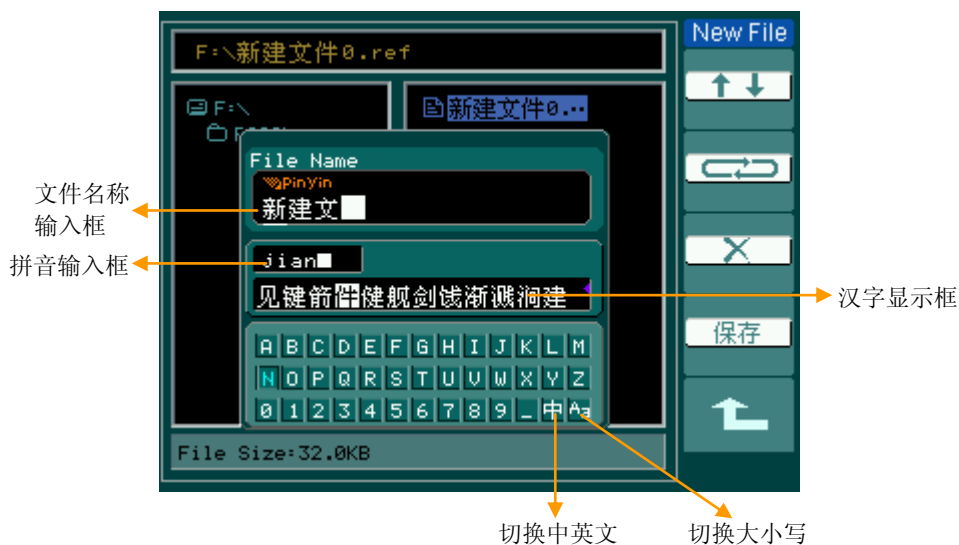 New File
F:\新建文件0.ref
F:\
新建文件0.··
File Name
PinYin
新建文
文件名称
输入框
jian
拼音输入框
见键箭件健舰剑饯渐溅涧建
汉字显示框
保存
A B C D E F G H I J K L M
N O P Q R S T U V W X Y Z
0 1 2 3 4 5 6 7 8 9 _ 中 Aa
File Size:32.0KB
切换中英文
切换大小写